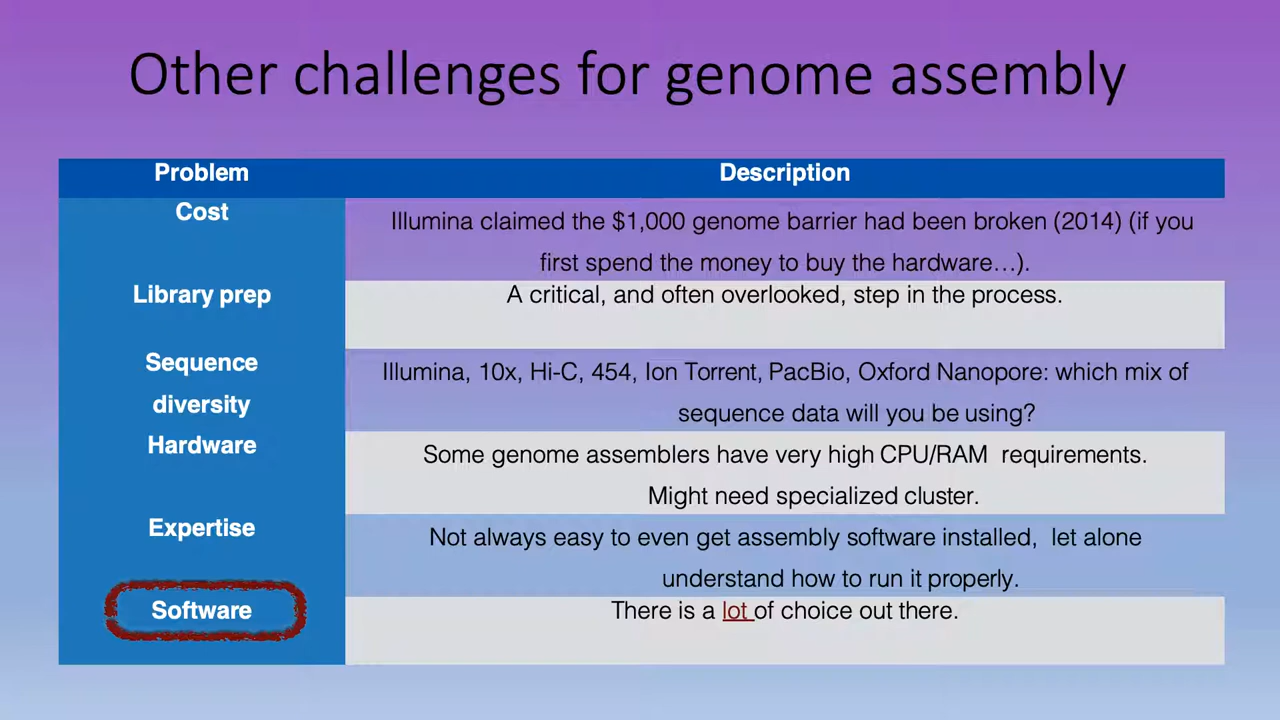 Other challenges for genome assembly
Problem Description
Cost
Illumina claimed the $1,000 genome barrier had been broken (2014) (if you
first spend the money to buy the hardware…).
Library prep
A critical, and often overlooked, step in the process.
Sequence
diversity
Illumina, 10x, Hi-C, 454, Ion Torrent, PacBio, Oxford Nanopore: which mix of
sequence data will you be using?
Hardware
Some genome assemblers have very high CPU/RAM requirements.
Might need specialized cluster.
Expertise
Not always easy to even get assembly software installed, let alone
understand how to run it properly.
Software
There is a lot of choice out there.